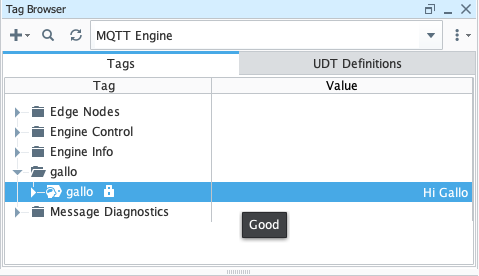 Tag Browser
MQTT Engine
Tags UDT Definitions
Tag Value
Edge Nodes
Engine Control
Engine Info
gallo
gallo Hi Gallo
Message Diagnostics
Good